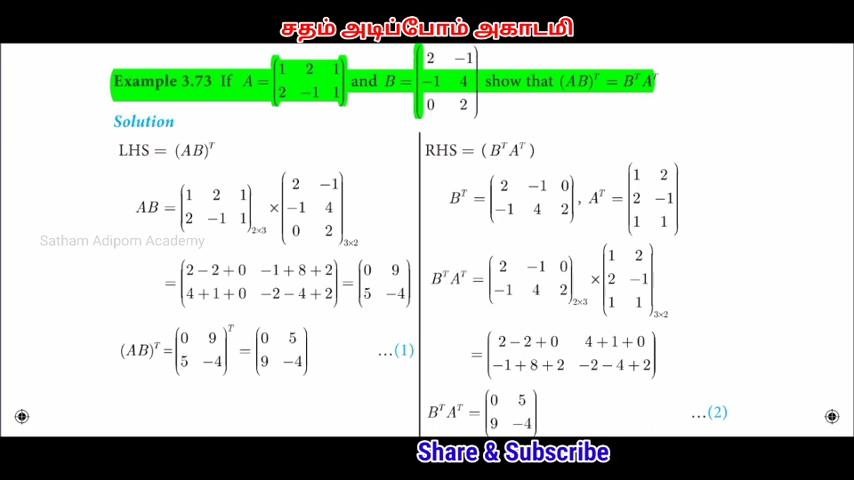 சதம் அடிப்போம் அகாடமி
Example 3.73 If A = (1 2 1 / 2 −1 1) and B = (2 −1 / −1 4 / 0 2) show that (AB)^T = B^T A^T
Solution
LHS = (AB)^T
AB = (1 2 1 / 2 −1 1)_2×3 × (2 −1 / −1 4 / 0 2)_3×2
Satham Adiporn Academy
= (2−2+0 −1+8+2 / 4+1+0 −2−4+2) = (0 9 / 5 −4)
(AB)^T = (0 9 / 5 −4)^T = (0 5 / 9 −4) ...(1)
RHS = (B^T A^T)
B^T = (2 −1 0 / −1 4 2), A^T = (1 2 / 2 −1 / 1 1)
B^T A^T = (2 −1 0 / −1 4 2)_2×3 × (1 2 / 2 −1 / 1 1)_3×2
= (2−2+0 4+1+0 / −1+8+2 −2−4+2)
B^T A^T = (0 5 / 9 −4) ...(2)
Share & Subscribe